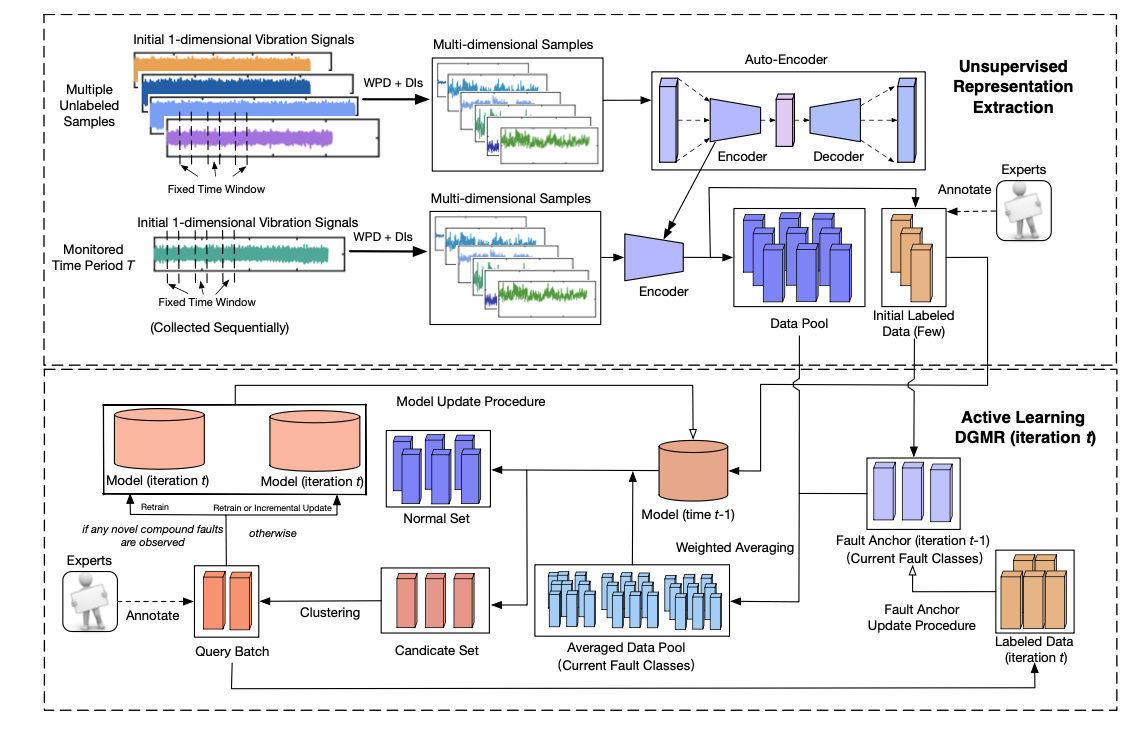 Initial 1-dimensional Vibration Signals
Multiple
Unlabeled
Samples
WPD + DIs
Fixed Time Window
Multi-dimensional Samples
Auto-Encoder
Encoder
Decoder
Unsupervised
Representation
Extraction
Experts
Annotate
Initial 1-dimensional Vibration Signals
Monitored
Time Period T
WPD + DIs
Fixed Time Window
(Collected Sequentially)
Multi-dimensional Samples
Encoder
Data Pool
Initial Labeled
Data (Few)
Active Learning
DGMR (iteration t)
Model Update Procedure
Model (iteration t)
Model (iteration t)
Retrain
Retrain or Incremental Update
if any novel compound faults
are observed
otherwise
Normal Set
Model (time t-1)
Weighted Averaging
Fault Anchor (iteration t-1)
(Current Fault Classes)
Experts
Annotate
Query Batch
Clustering
Candicate Set
Averaged Data Pool
(Current Fault Classes)
Fault Anchor
Update Procedure
Labeled Data
(iteration t)